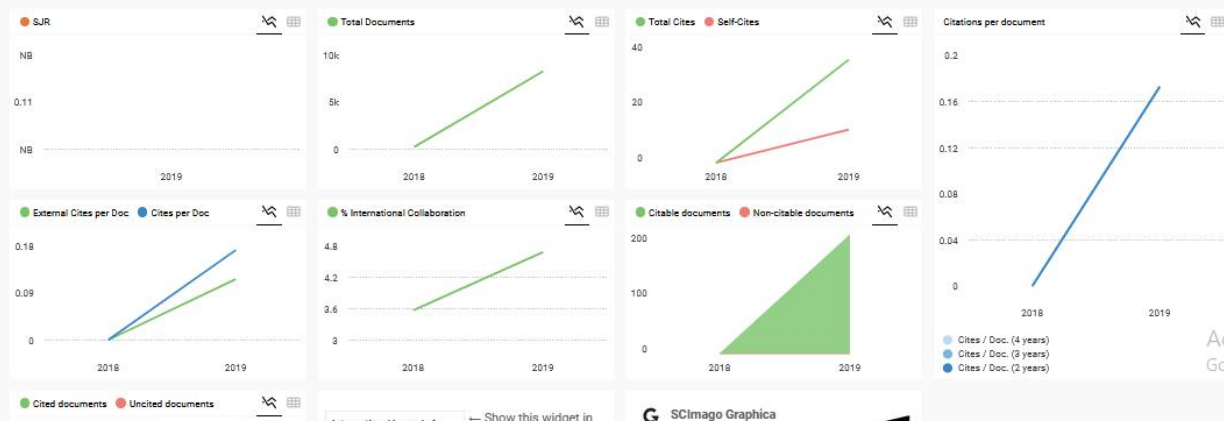 SJR
NB
0.11
NB
2019
Total Documents
10k
5k
0
2018 2019
Total Cites Self-Cites
40
20
0
2018 2019
Citations per document
0.2
0.16
0.12
0.08
0.04
0
2018 2019
Cites / Doc. (4 years)
Cites / Doc. (3 years)
Cites / Doc. (2 years)
External Cites per Doc Cites per Doc
0.18
0.09
0
2018 2019
% International Collaboration
4.8
4.2
3.6
3
2018 2019
Citable documents Non-citable documents
200
100
0
2018 2019
Cited documents Uncited documents
← Show this widget in
SCImago Graphica